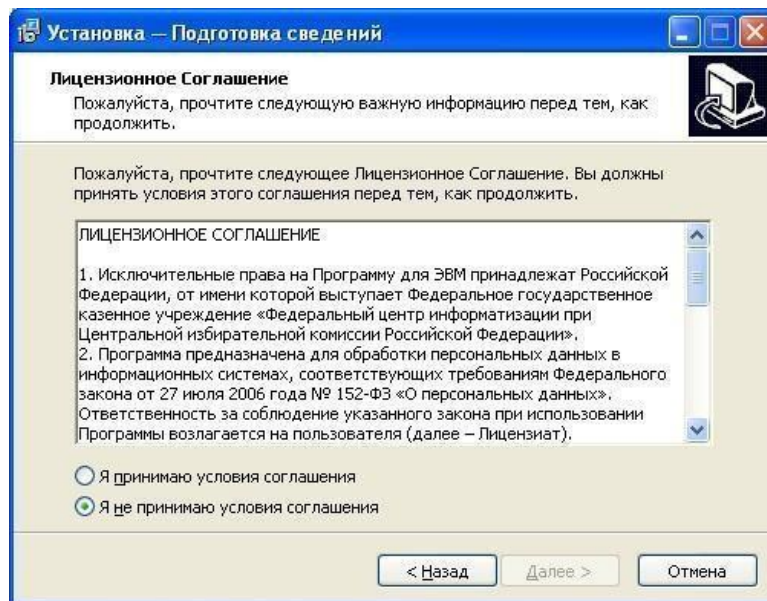 Установка — Подготовка сведений
Лицензионное Соглашение
Пожалуйста, прочтите следующую важную информацию перед тем, как
продолжить.
Пожалуйста, прочтите следующее Лицензионное Соглашение. Вы должны
принять условия этого соглашения перед тем, как продолжить.
ЛИЦЕНЗИОННОЕ СОГЛАШЕНИЕ
1. Исключительные права на Программу для ЭВМ принадлежат Российской
Федерации, от имени которой выступает Федеральное государственное
казенное учреждение «Федеральный центр информатизации при
Центральной избирательной комиссии Российской Федерации».
2. Программа предназначена для обработки персональных данных в
информационных системах, соответствующих требованиям Федерального
закона от 27 июля 2006 года № 152-ФЗ «О персональных данных».
Ответственность за соблюдение указанного закона при использовании
Программы возлагается на пользователя (далее – Лицензиат).
Я принимаю условия соглашения
Я не принимаю условия соглашения
< Назад
Далее >
Отмена